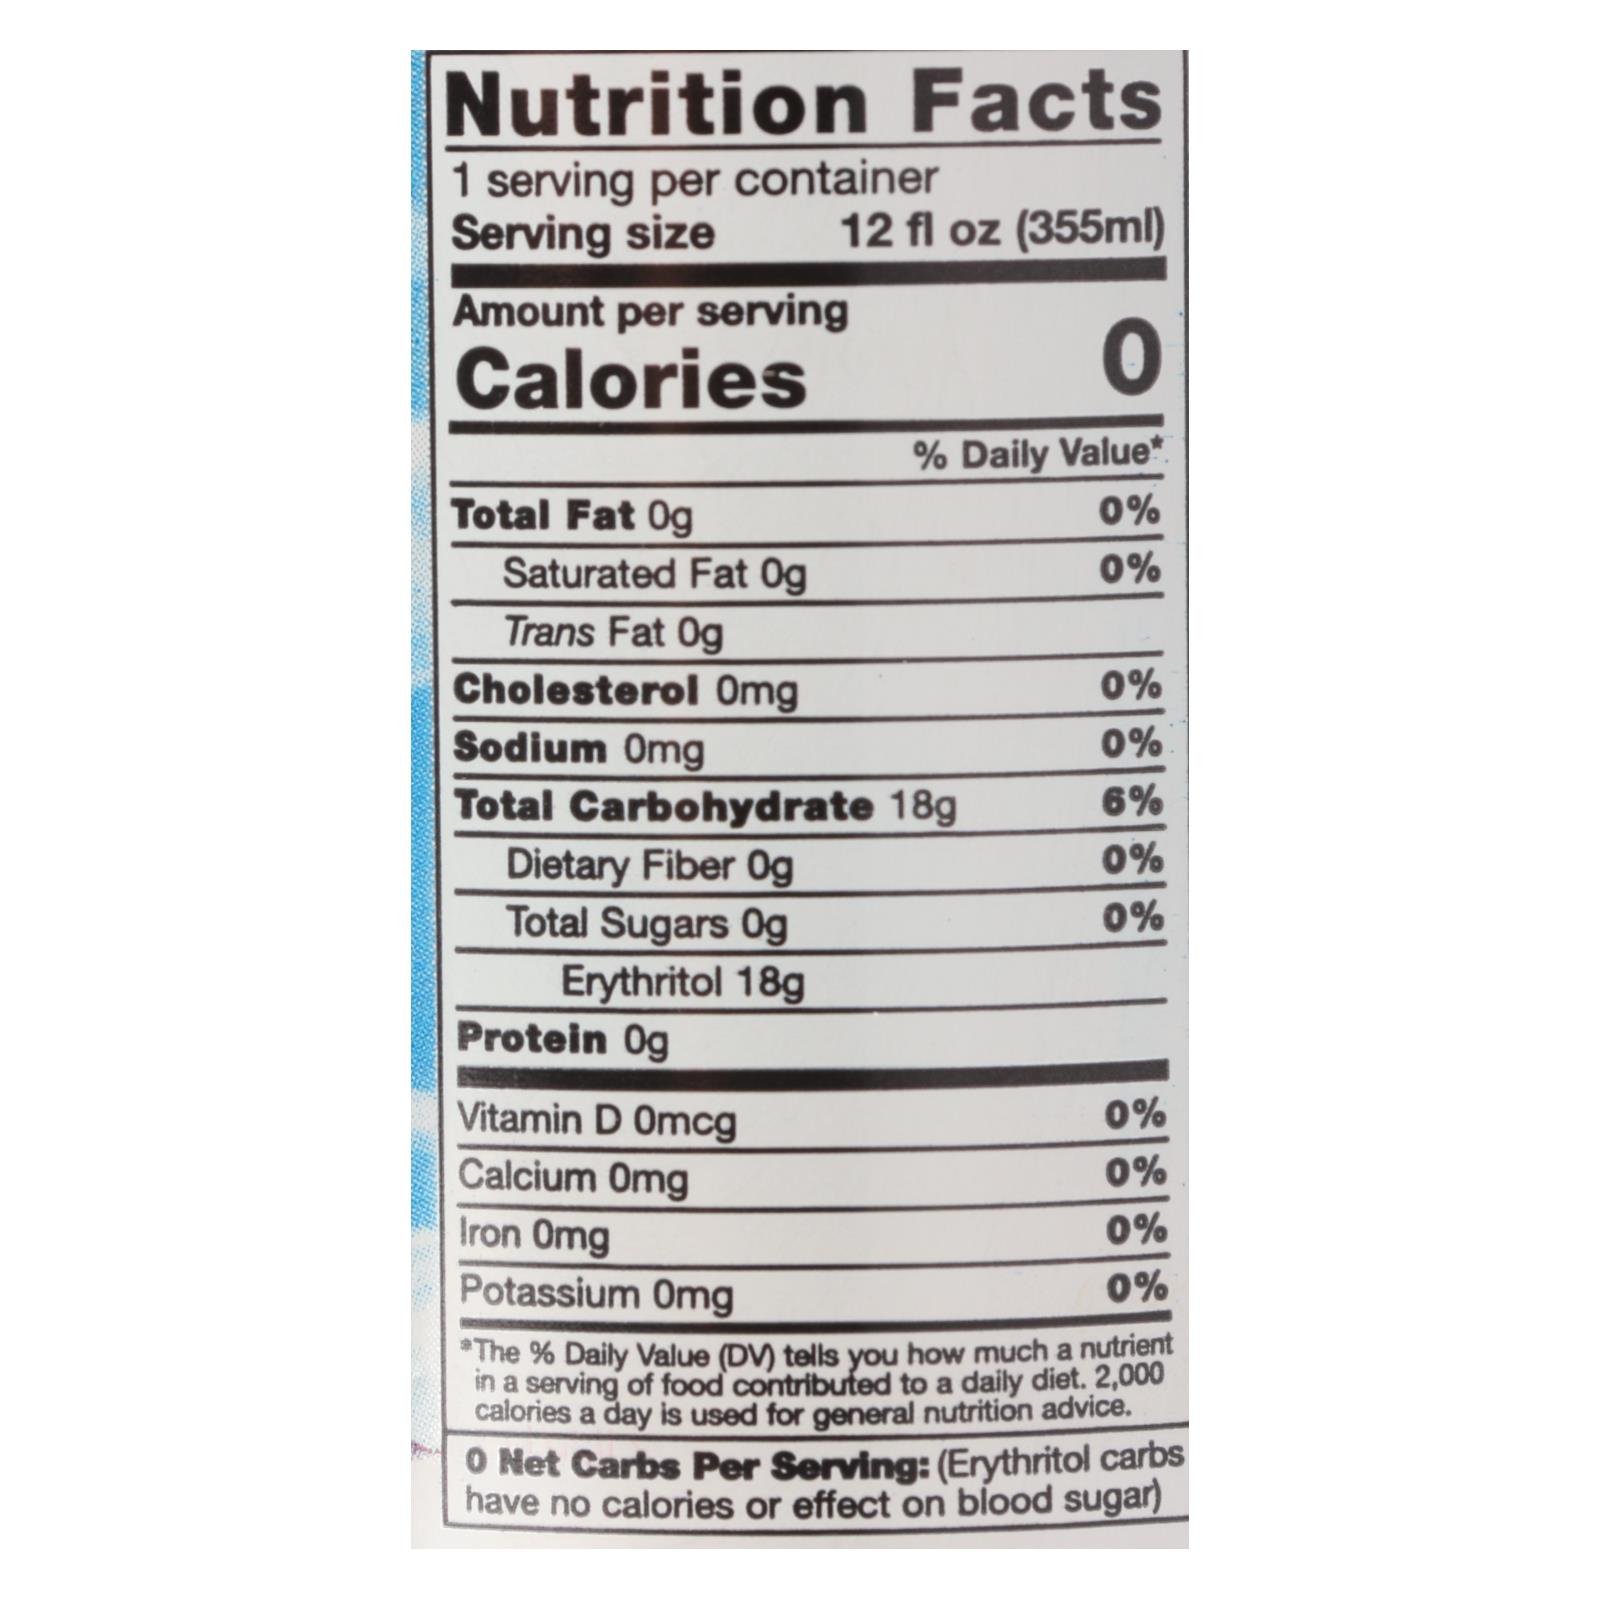 Nutrition Facts
1 serving per container
Serving size 12 fl oz (355ml)
Amount per serving
Calories 0
% Daily Value*
Total Fat 0g 0%
Saturated Fat 0g 0%
Trans Fat 0g
Cholesterol 0mg 0%
Sodium 0mg 0%
Total Carbohydrate 18g 6%
Dietary Fiber 0g 0%
Total Sugars 0g 0%
Erythritol 18g
Protein 0g
Vitamin D 0mcg 0%
Calcium 0mg 0%
Iron 0mg 0%
Potassium 0mg 0%
*The % Daily Value (DV) tells you how much a nutrient
in a serving of food contributed to a daily diet. 2,000
calories a day is used for general nutrition advice.
0 Net Carbs Per Serving: (Erythritol carbs
have no calories or effect on blood sugar)